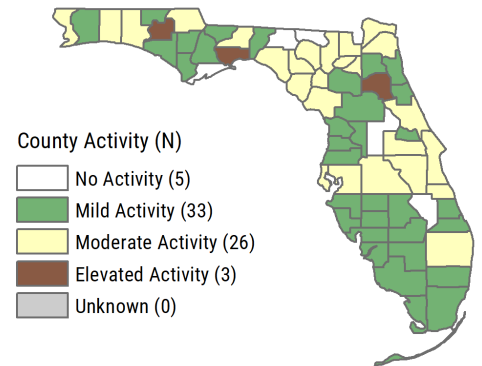 County Activity (N)
No Activity (5)
Mild Activity (33)
Moderate Activity (26)
Elevated Activity (3)
Unknown (0)